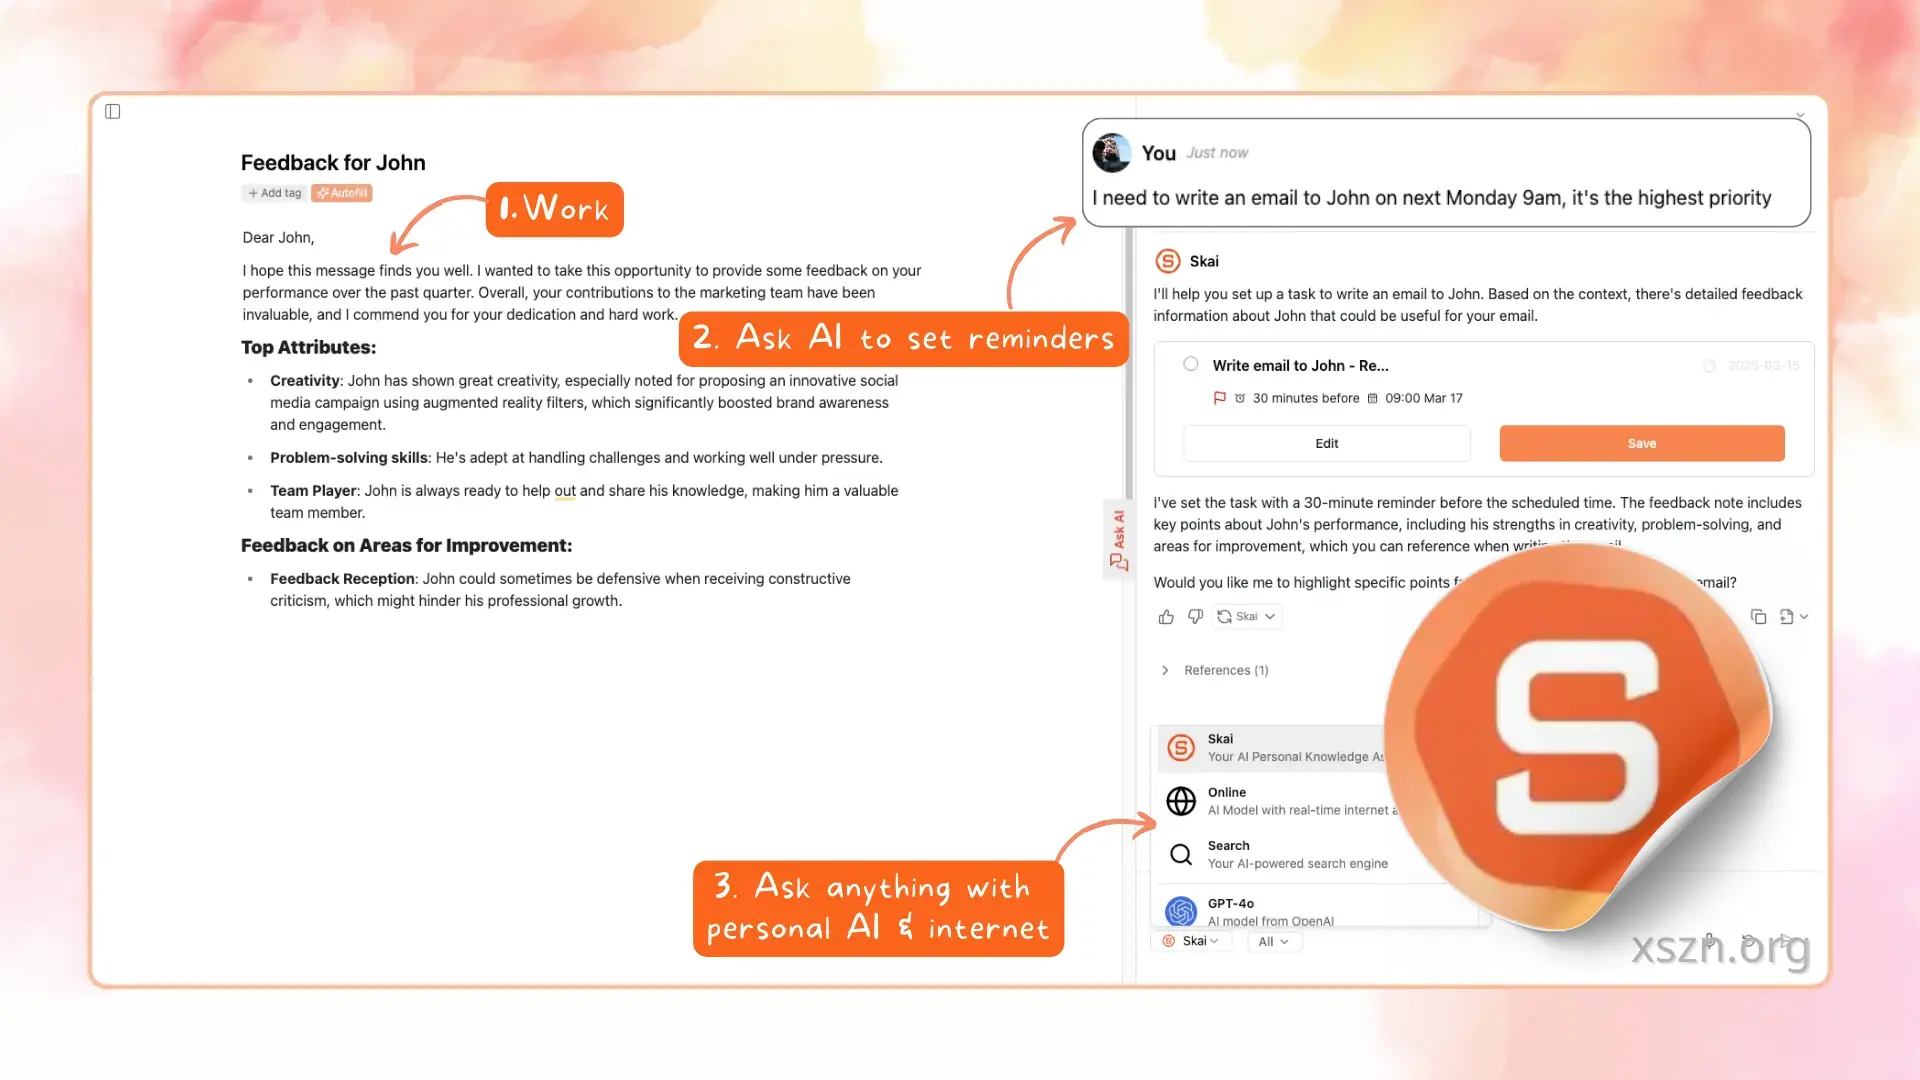 Feedback for John
+ Add tag
Autofill
1. Work
Dear John,
I hope this message finds you well. I wanted to take this opportunity to provide some feedback on your
performance over the past quarter. Overall, your contributions to the marketing team have been
invaluable, and I commend you for your dedication and hard work.
Top Attributes:
• Creativity: John has shown great creativity, especially noted for proposing an innovative social
media campaign using augmented reality filters, which significantly boosted brand awareness
and engagement.
• Problem-solving skills: He's adept at handling challenges and working well under pressure.
• Team Player: John is always ready to help out and share his knowledge, making him a valuable
team member.
Feedback on Areas for Improvement:
• Feedback Reception: John could sometimes be defensive when receiving constructive
criticism, which might hinder his professional growth.
2. Ask AI to set reminders
3. Ask anything with
personal AI & internet
Ask AI
You Just now
I need to write an email to John on next Monday 9am, it's the highest priority
Skai
I'll help you set up a task to write an email to John. Based on the context, there's detailed feedback
information about John that could be useful for your email.
Write email to John - Re...
2025-03-15
30 minutes before 09:00 Mar 17
Edit
Save
I've set the task with a 30-minute reminder before the scheduled time. The feedback note includes
key points about John's performance, including his strengths in creativity, problem-solving, and
areas for improvement, which you can reference when
Would you like me to highlight specific points email?
Skai
References (1)
Skai
Your AI Personal Knowledge
Online
AI Model with real-time internet
Search
Your AI-powered search engine
GPT-4o
AI model from OpenAI
Skai
All
S
xszn.org